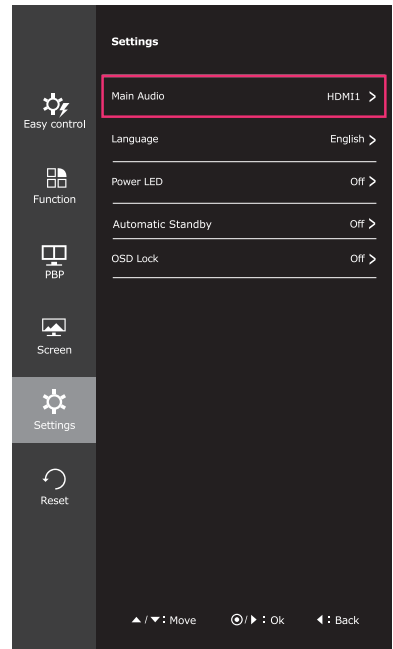 Settings
Main Audio HDMI1 >
Language English >
Power LED Off >
Automatic Standby Off >
OSD Lock Off >
Easy control
Function
PBP
Screen
Settings
Reset
▲/▼: Move ◉/▶: Ok ◀: Back